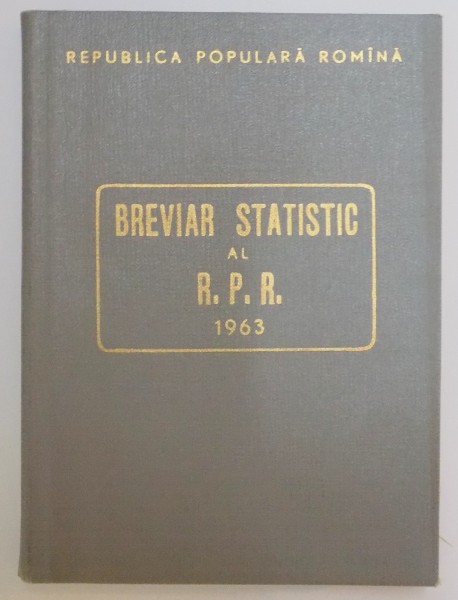 REPUBLICA POPULARĂ ROMÎNĂ
BREVIAR STATISTIC
AL
R. P. R.
1963